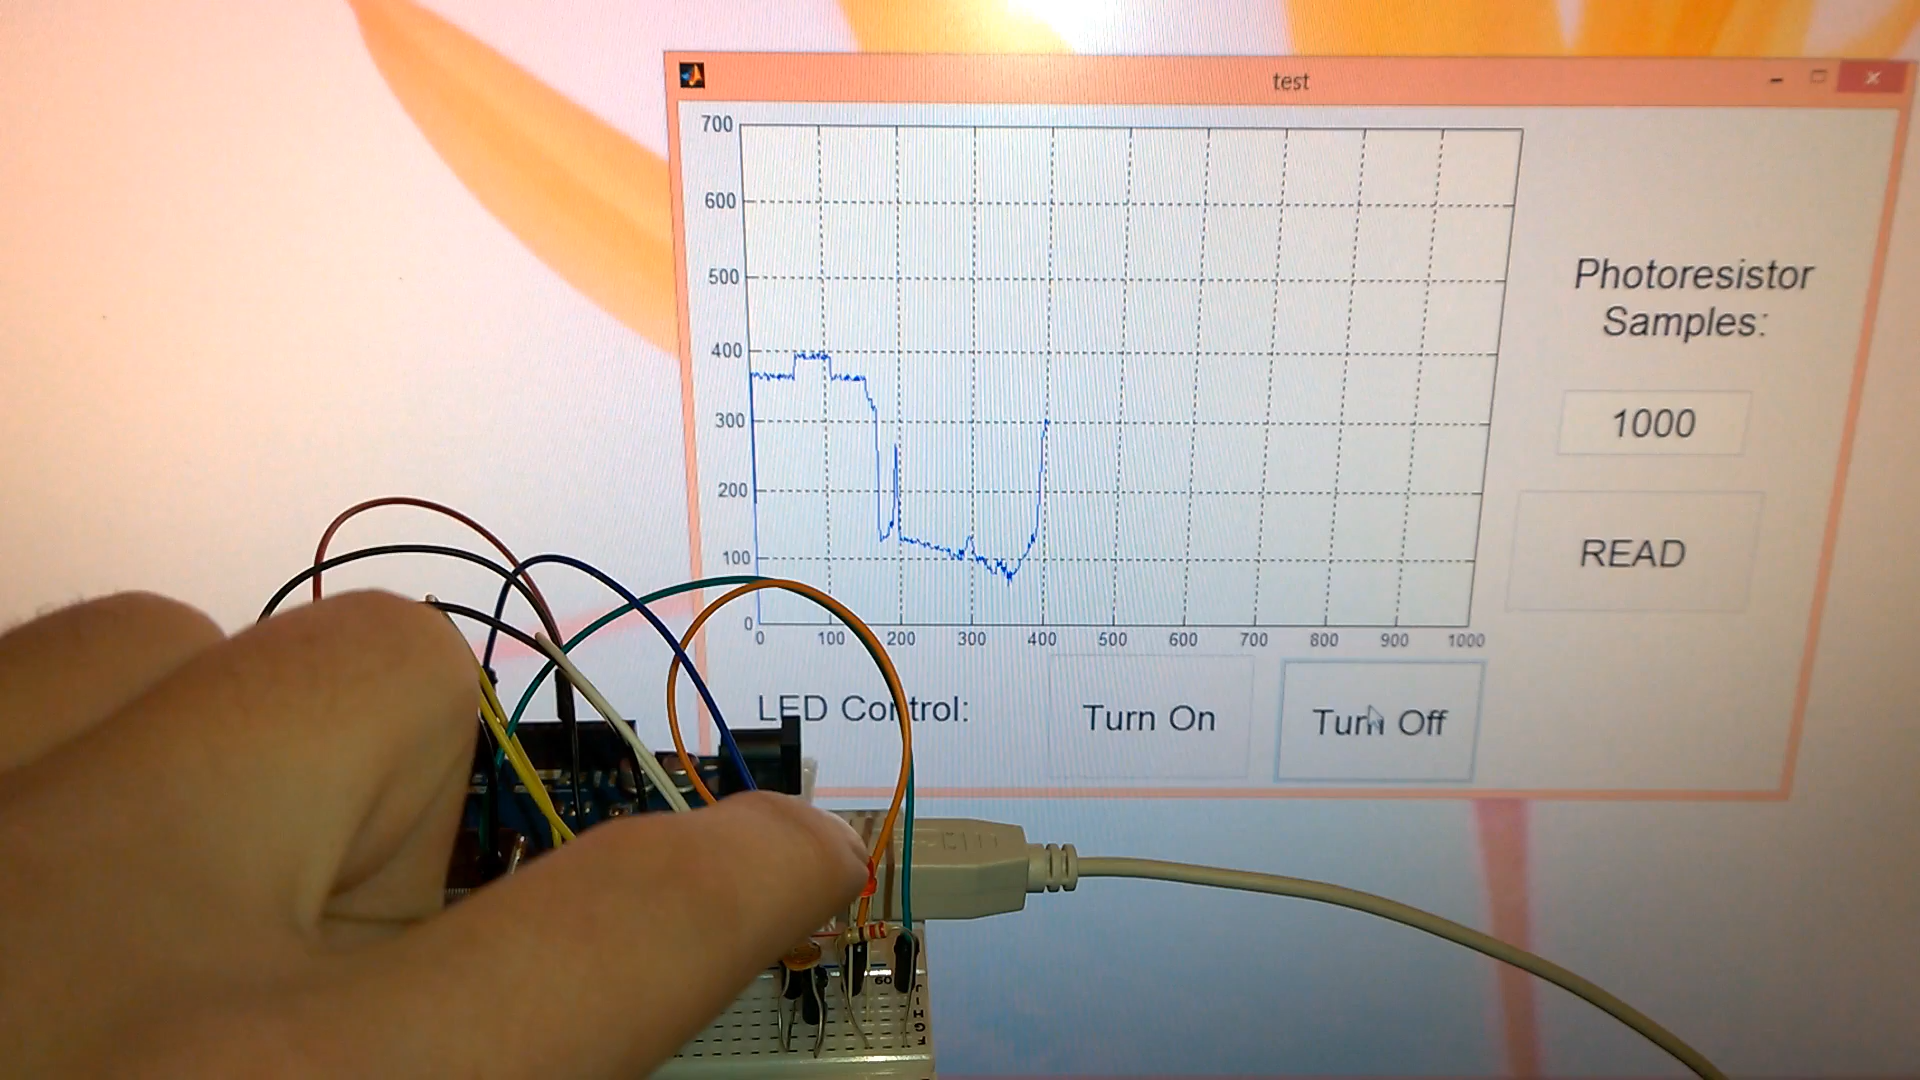 test
700
600
500
400
300
200
100
0
0 100 200 300 400 500 600 700 800 900 1000
Photoresistor
Samples:
1000
READ
LED Control:
Turn On
Turn Off
60
J
I
H
G
F